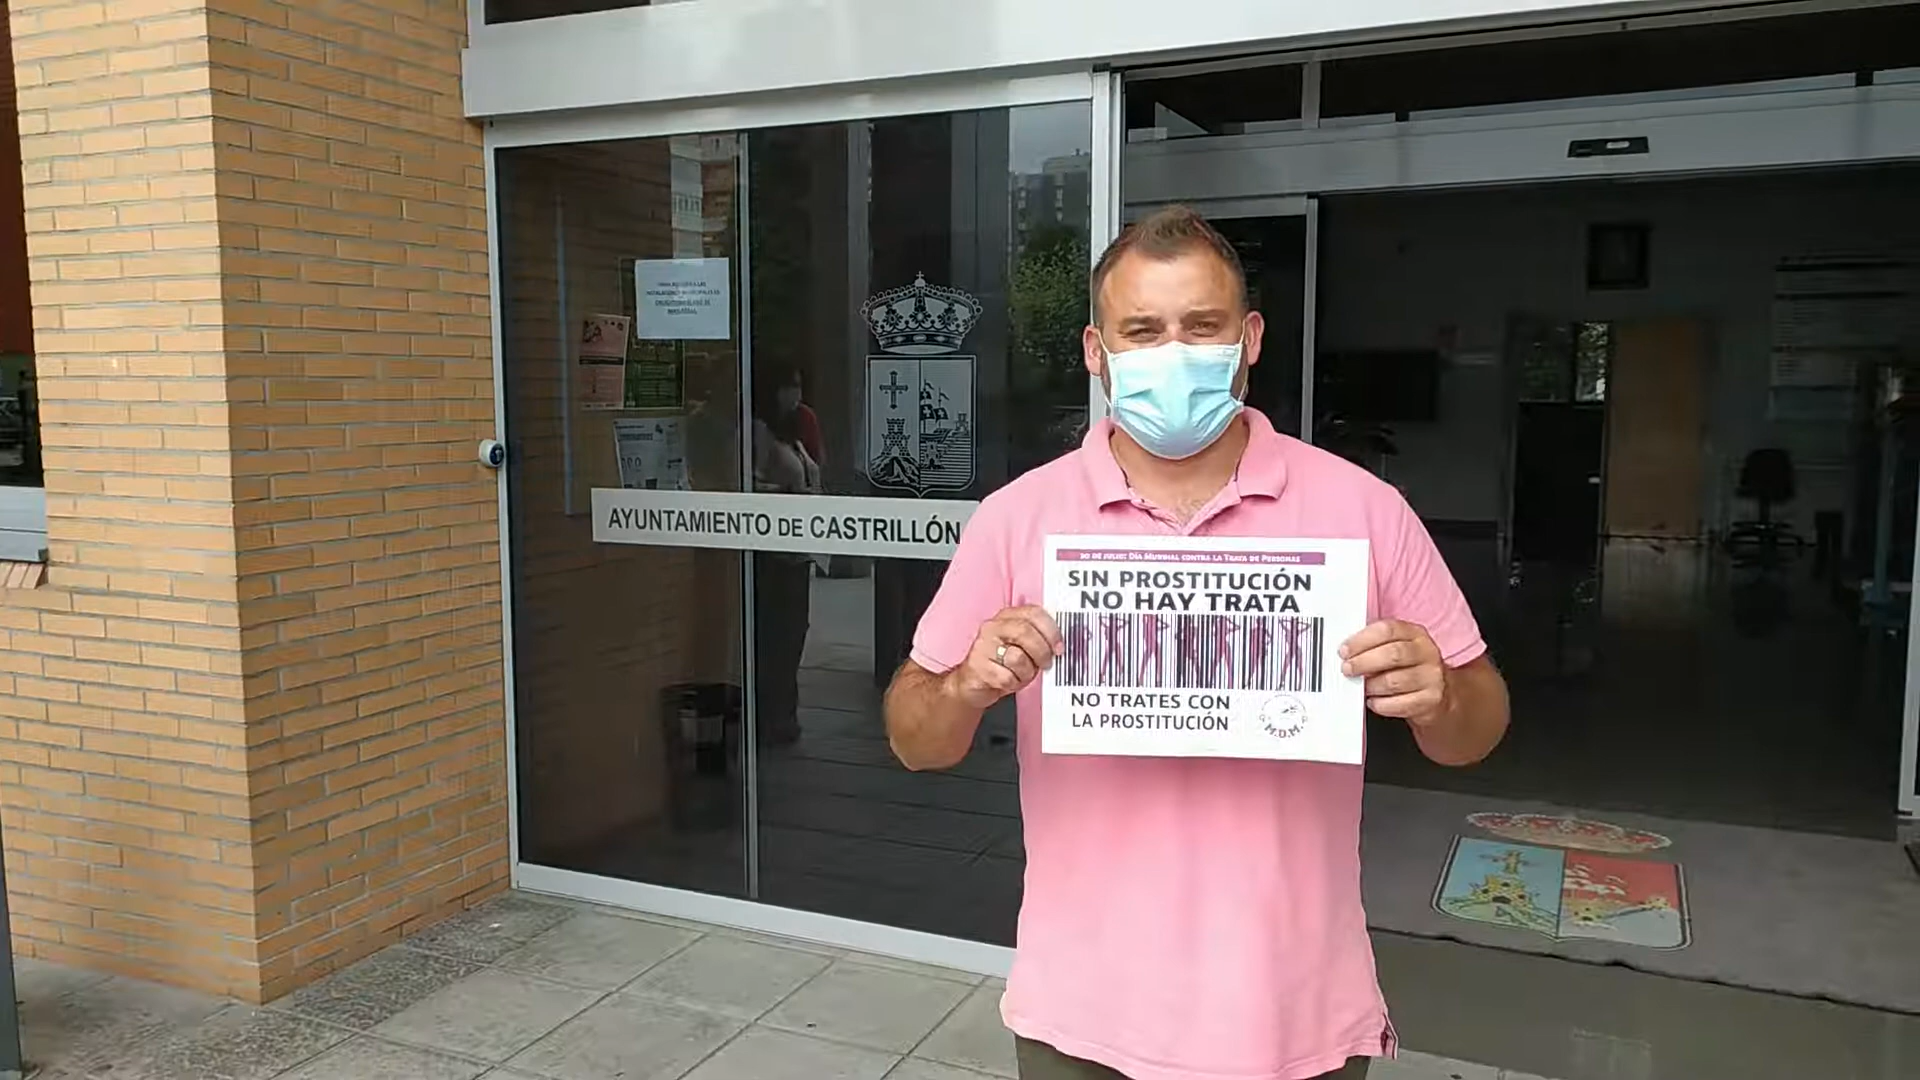 AYUNTAMIENTO DE CASTRILLÓN
30 DE JULIO: DÍA MUNDIAL CONTRA LA TRATA DE PERSONAS
SIN PROSTITUCIÓN
NO HAY TRATA
NO TRATES CON
LA PROSTITUCIÓN
M.D.M.